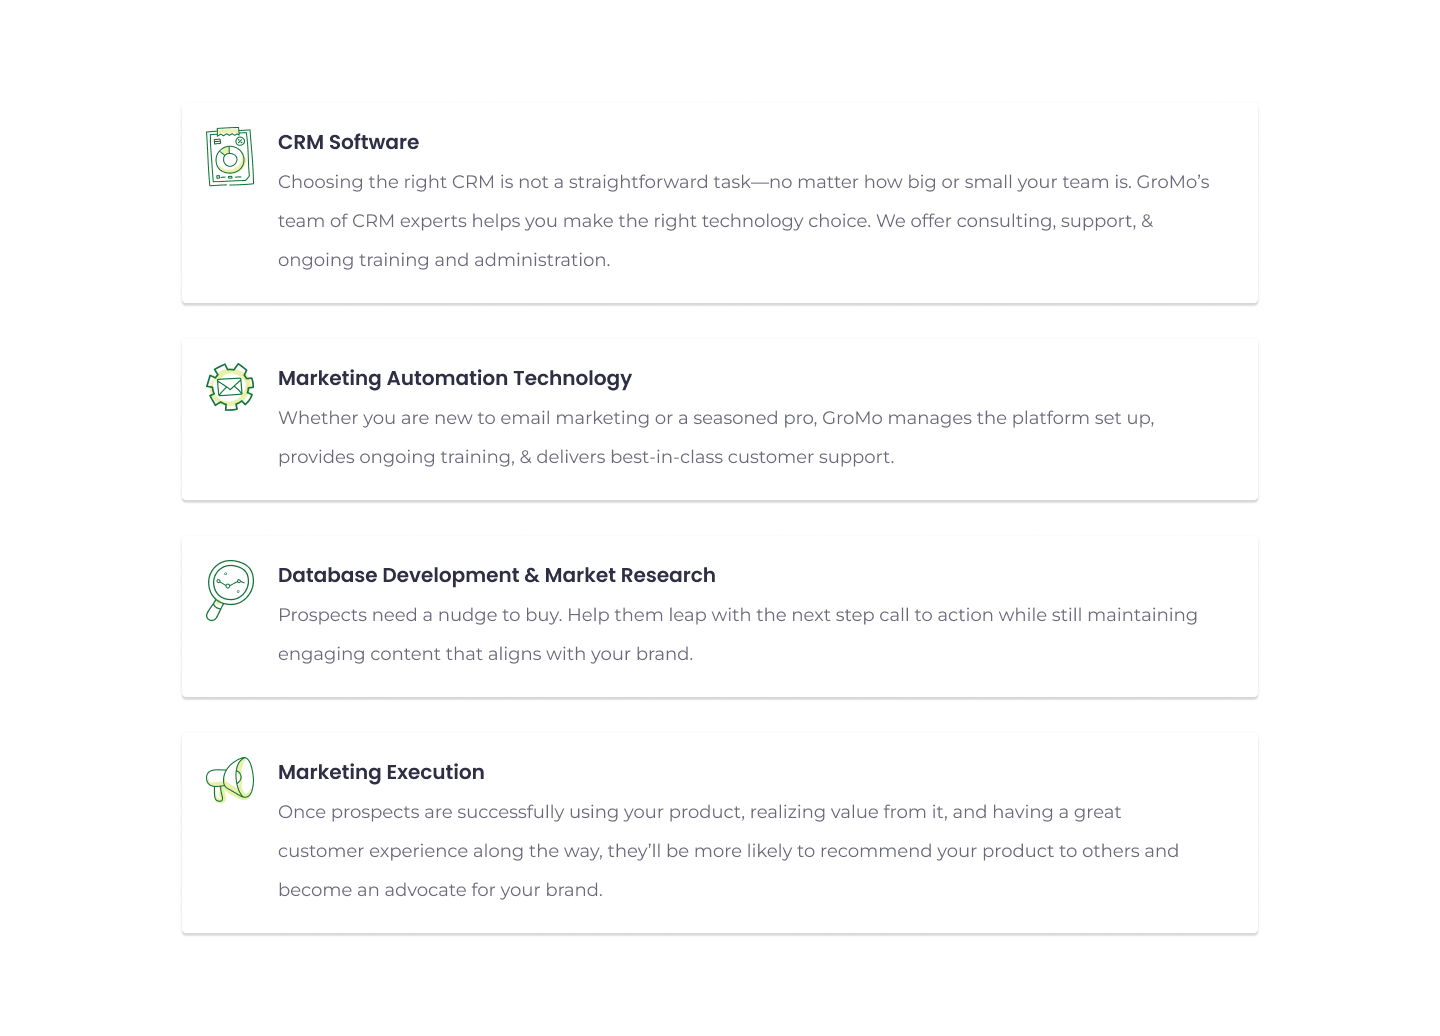 CRM Software
Choosing the right CRM is not a straightforward task—no matter how big or small your team is. GroMo’s
team of CRM experts helps you make the right technology choice. We offer consulting, support, &
ongoing training and administration.
Marketing Automation Technology
Whether you are new to email marketing or a seasoned pro, GroMo manages the platform set up,
provides ongoing training, & delivers best-in-class customer support.
Database Development & Market Research
Prospects need a nudge to buy. Help them leap with the next step call to action while still maintaining
engaging content that aligns with your brand.
Marketing Execution
Once prospects are successfully using your product, realizing value from it, and having a great
customer experience along the way, they’ll be more likely to recommend your product to others and
become an advocate for your brand.